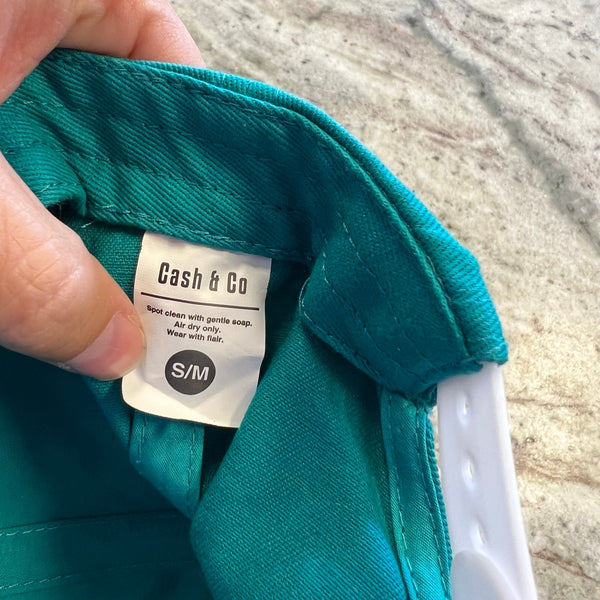 Cash & Co
Spot clean with gentle soap.
Air dry only.
Wear with flair.
S/M